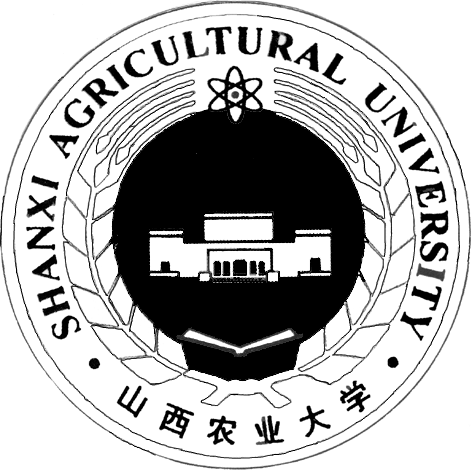 SHANXI AGRICULTURAL UNIVERSITY
山西农业大学